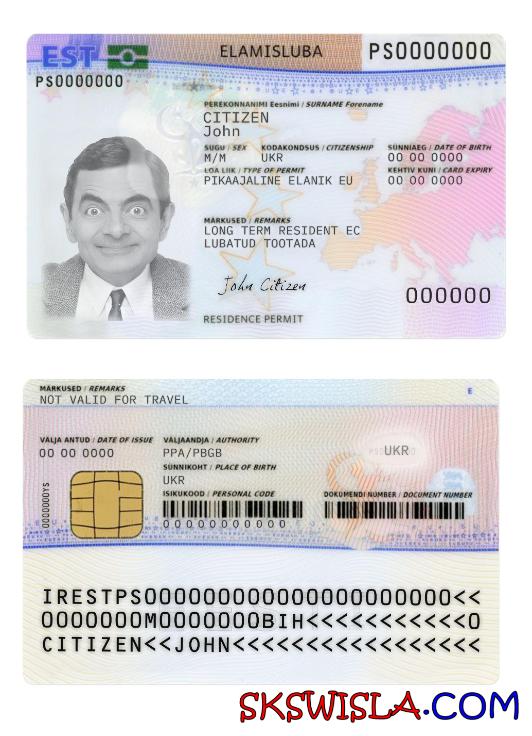 EST
ELAMISLUBA
PS0000000
PS0000000
PEREKONNANIMI Eesnimi / SURNAME Forename
CITIZEN
John
SUGU / SEX KODAKONDSUS / CITIZENSHIP SÜNNIAEG / DATE OF BIRTH
M/M UKR 00 00 0000
LOA LIIK / TYPE OF PERMIT KEHTIV KUNI / CARD EXPIRY
PIKAAJALINE ELANIK EU 00 00 0000
MÄRKUSED / REMARKS
LONG TERM RESIDENT EC
LUBATUD TOOTADA
John Citizen
000000
RESIDENCE PERMIT
MÄRKUSED / REMARKS
NOT VALID FOR TRAVEL
E
VÄLJA ANTUD / DATE OF ISSUE VÄLJAANDJA / AUTHORITY
00 00 0000 PPA/PBGB
UKR
SÜNNIKOHT / PLACE OF BIRTH
UKR
ISIKUKOOD / PERSONAL CODE DOKUMENDI NUMBER / DOCUMENT NUMBER
00000000000
0000000YS
IRESTPS00000000000000000000000<<
0000000M0000000BIH<<<<<<<<<<<0
CITIZEN<<JOHN<<<<<<<<<<<<<<<<<
SKSWISLA.COM